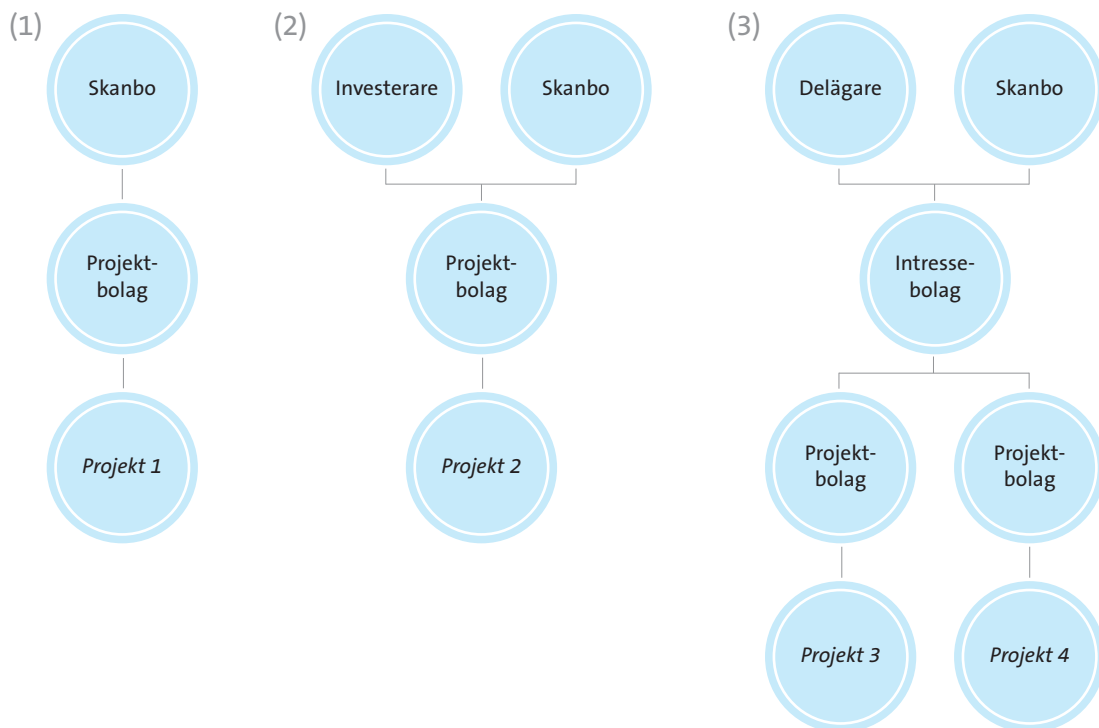 (1)
Skanbo
Projekt-
bolag
Projekt 1
(2)
Investerare
Skanbo
Projekt-
bolag
Projekt 2
(3)
Delägare
Skanbo
Intresse-
bolag
Projekt-
bolag
Projekt-
bolag
Projekt 3
Projekt 4